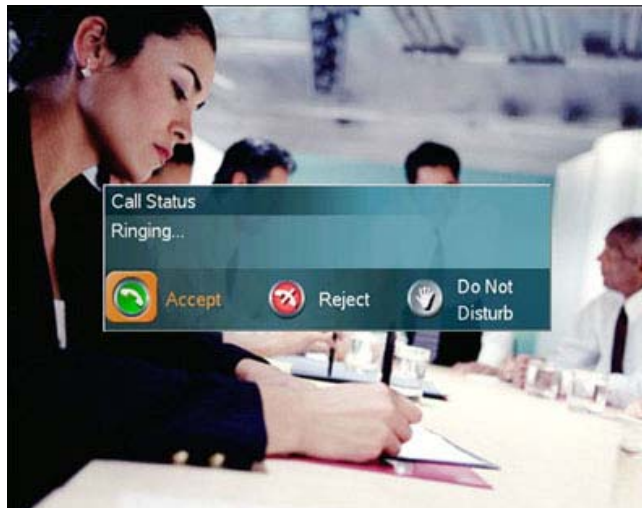 Call Status
Ringing...
Accept
Reject
Do Not
Disturb